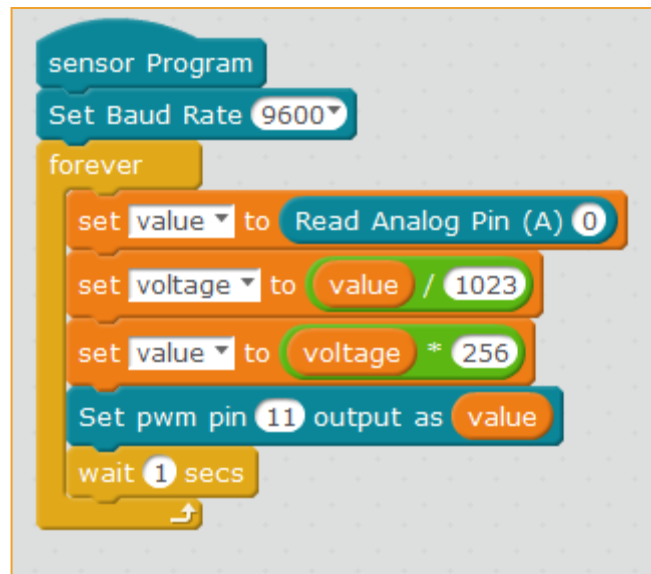 sensor Program
Set Baud Rate 9600
forever
set value to Read Analog Pin (A) 0
set voltage to value / 1023
set value to voltage * 256
Set pwm pin 11 output as value
wait 1 secs